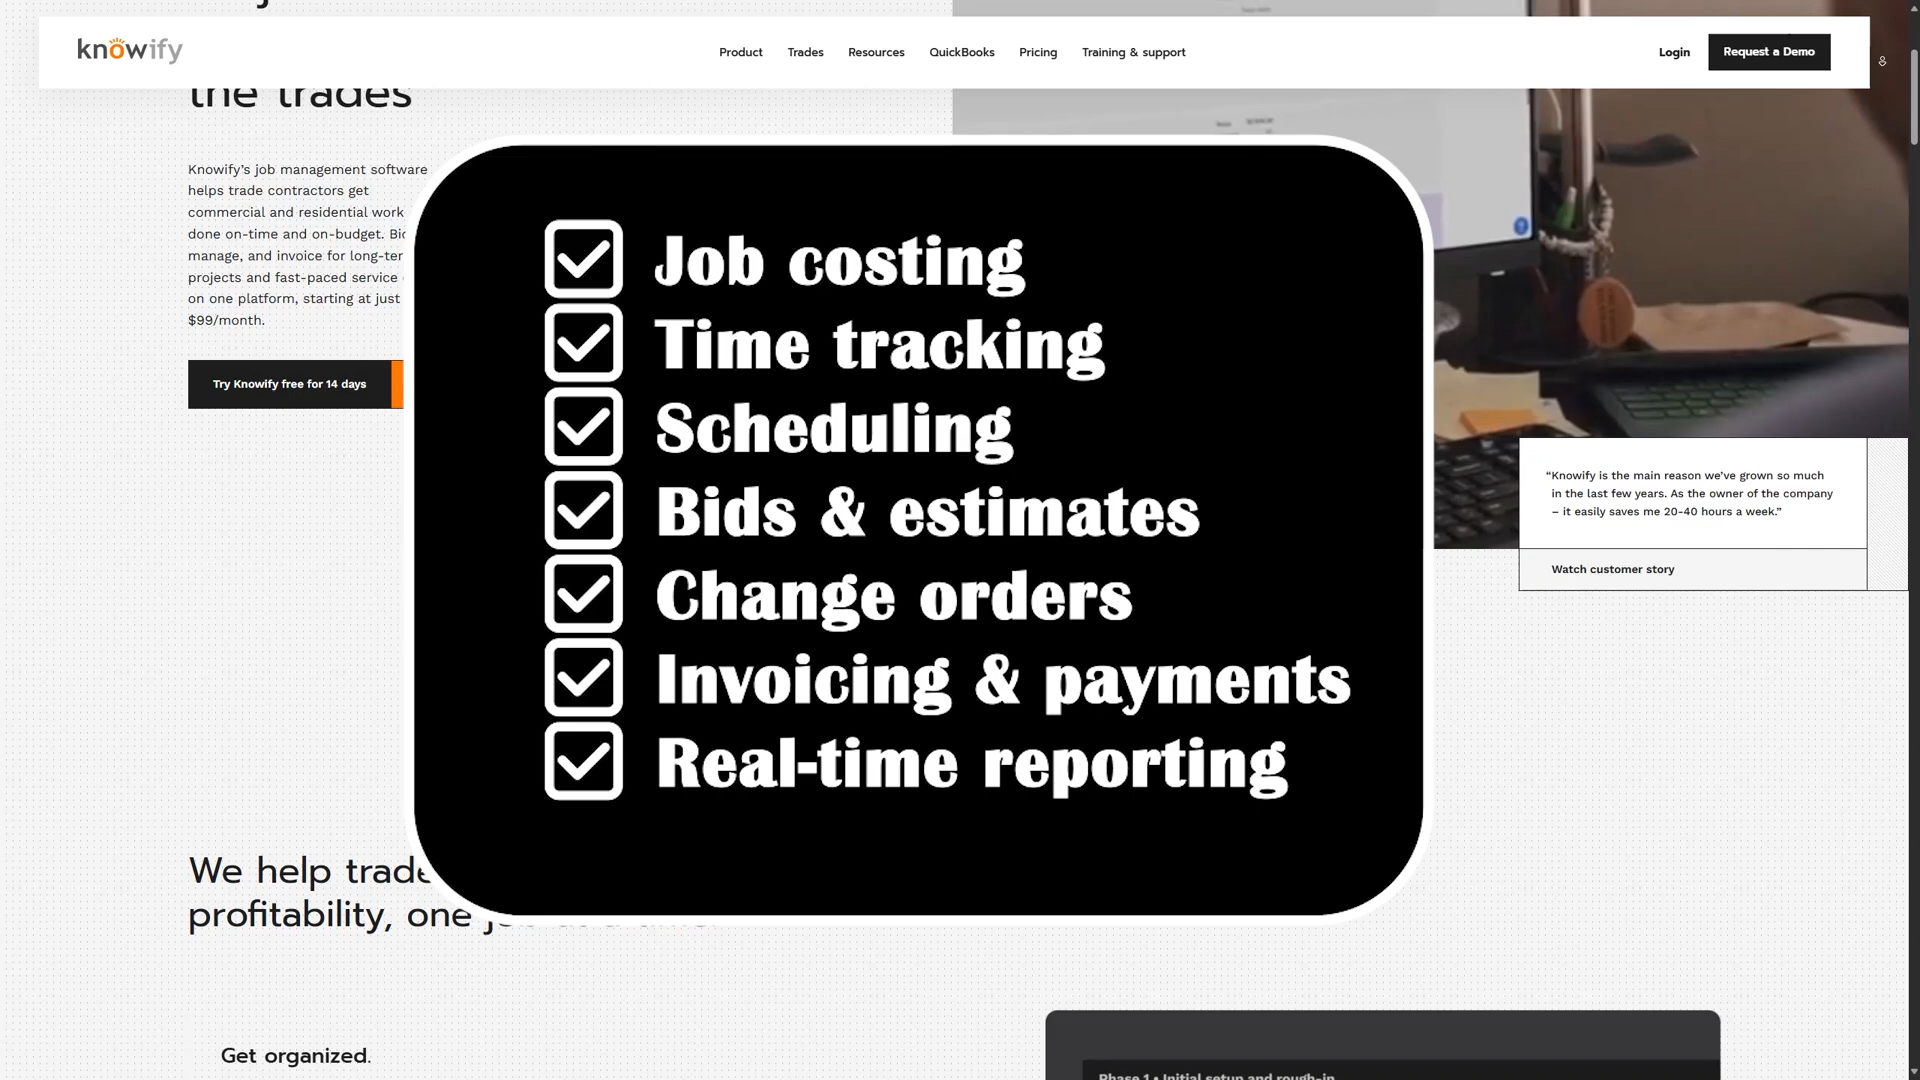 knowify
Product
Trades
Resources
QuickBooks
Pricing
Training & support
Login
Request a Demo
the trades
Knowify’s job management software
helps trade contractors get
commercial and residential work
done on-time and on-budget.
manage, and invoice for
projects and fast-paced service
on one platform, starting at just
$99/month.
Try Knowify free for 14 days
Job costing
Time tracking
Scheduling
Bids & estimates
Change orders
Invoicing & payments
Real-time reporting
“Knowify is the main reason we’ve grown so much
in the last few years. As the owner of the company
– it easily saves me 20-40 hours a week.”
Watch customer story
We help
profitability, one
Get organized.
Phase 1 • Initial setup and rough-in